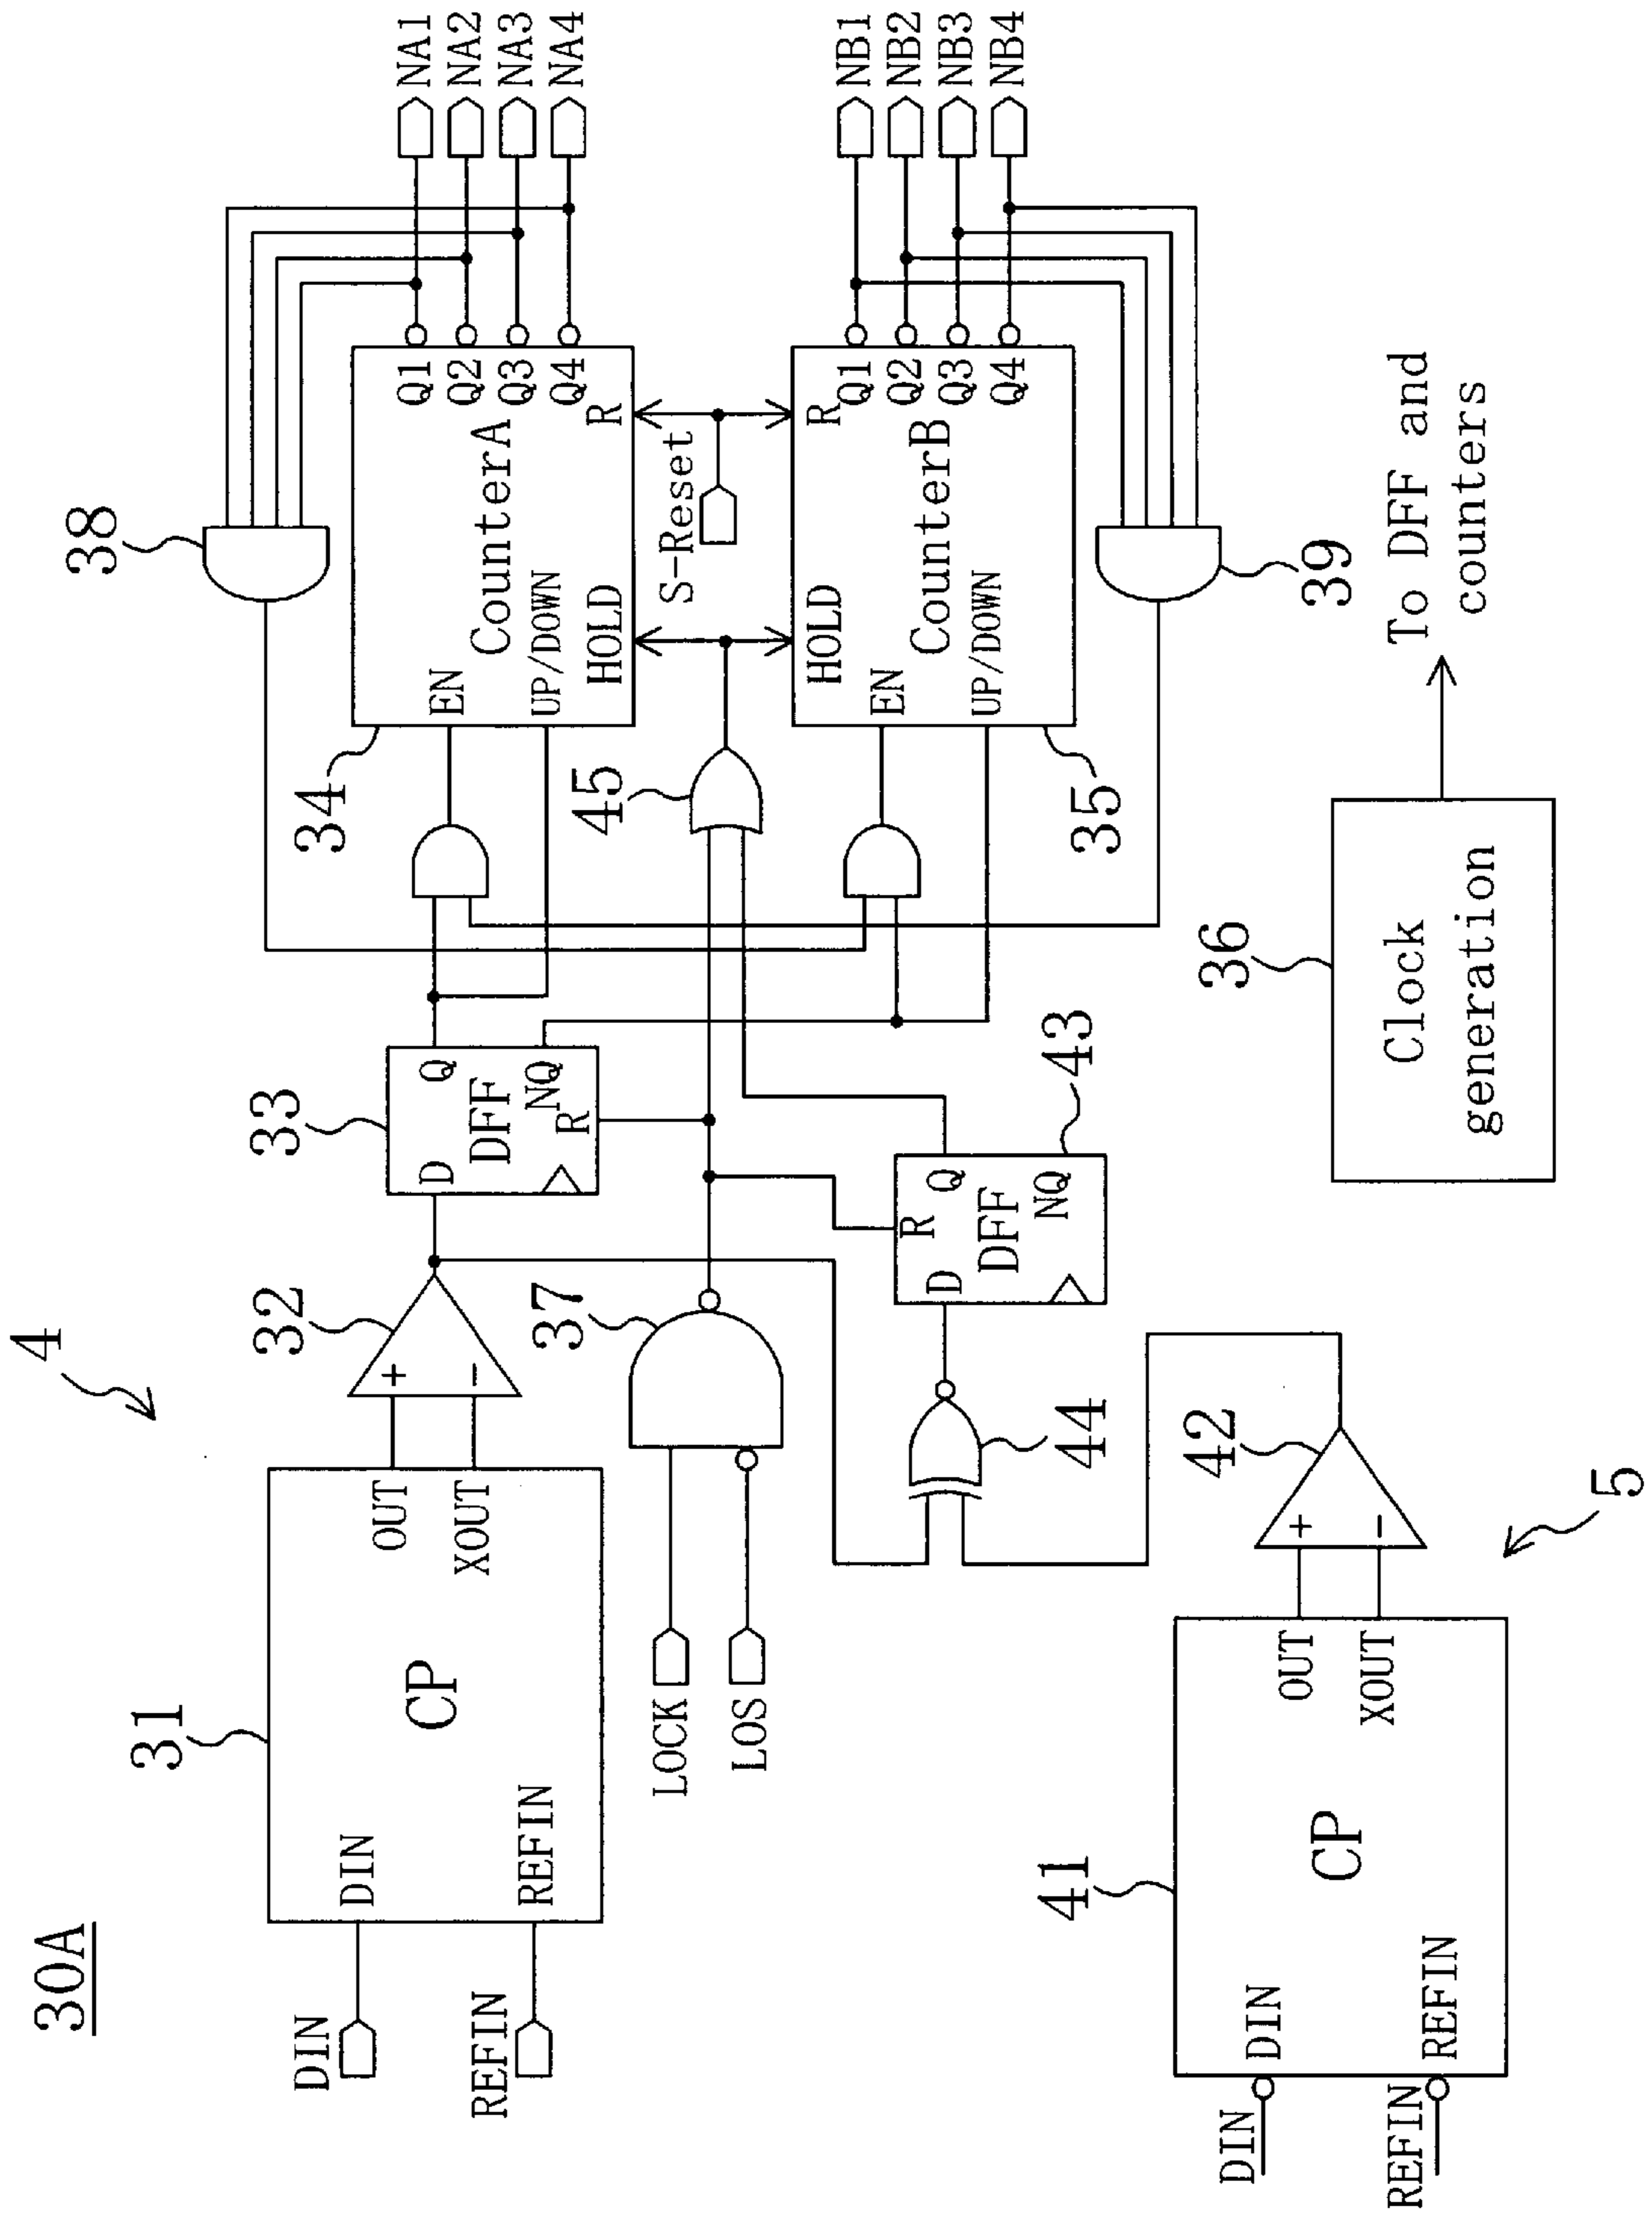 30A
4
DIN
REFIN
31
DIN
REFIN
CP
OUT
XOUT
32
+
−
33
D
Q
DFF
NQ
R
LOCK
LOS
37
34
EN
UP/DOWN
HOLD
CounterA
Q1
Q2
Q3
Q4
R
38
NA1
NA2
NA3
NA4
45
S-Reset
HOLD
EN
UP/DOWN
CounterB
R
Q1
Q2
Q3
Q4
35
39
NB1
NB2
NB3
NB4
44
43
R
D
Q
DFF
NQ
DIN
REFIN
41
DIN
REFIN
CP
OUT
XOUT
42
+
−
5
36
Clock
generation
To DFF and
counters